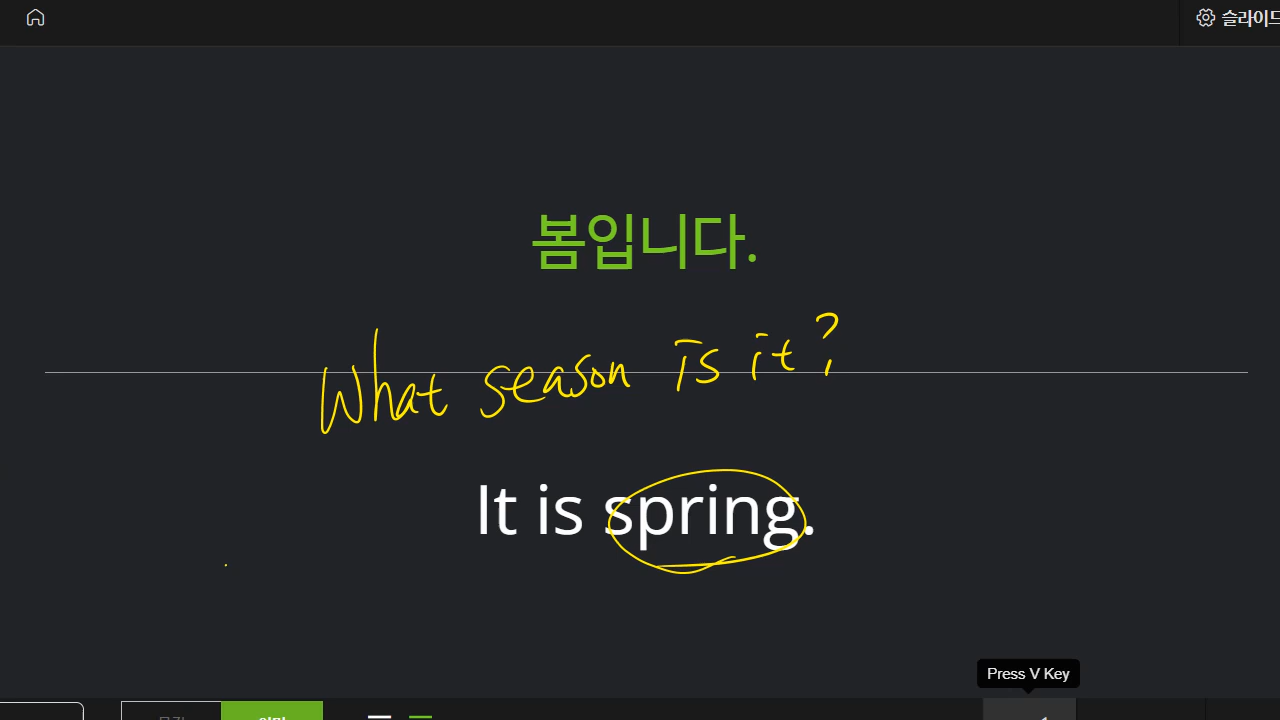 슬라이드
봄입니다.
What season is it?
It is spring.
Press V Key